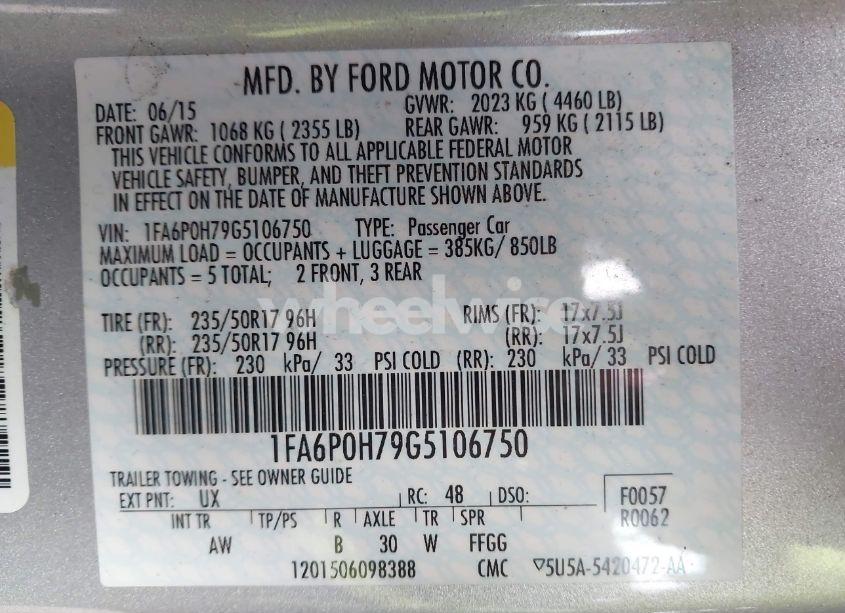 MFD. BY FORD MOTOR CO.
DATE: 06/15 GVWR: 2023 KG ( 4460 LB)
FRONT GAWR: 1068 KG ( 2355 LB) REAR GAWR: 959 KG ( 2115 LB)
THIS VEHICLE CONFORMS TO ALL APPLICABLE FEDERAL MOTOR
VEHICLE SAFETY, BUMPER, AND THEFT PREVENTION STANDARDS
IN EFFECT ON THE DATE OF MANUFACTURE SHOWN ABOVE.
VIN: 1FA6P0H79G5106750 TYPE: Passenger Car
MAXIMUM LOAD = OCCUPANTS + LUGGAGE = 385KG/ 850LB
OCCUPANTS = 5 TOTAL; 2 FRONT, 3 REAR
wheelwise
TIRE (FR): 235/50R17 96H RIMS (FR): 17x7.5J
(RR): 235/50R17 96H (RR): 17x7.5J
PRESSURE (FR): 230 kPa/ 33 PSI COLD (RR): 230 kPa/ 33 PSI COLD
1FA6P0H79G5106750
TRAILER TOWING - SEE OWNER GUIDE
EXT PNT: UX RC: 48 DSO: F0057
INT TR TP/PS R AXLE TR SPR R0062
AW B 30 W FFGG
1201506098388 CMC ▽5U5A-5420472-AA